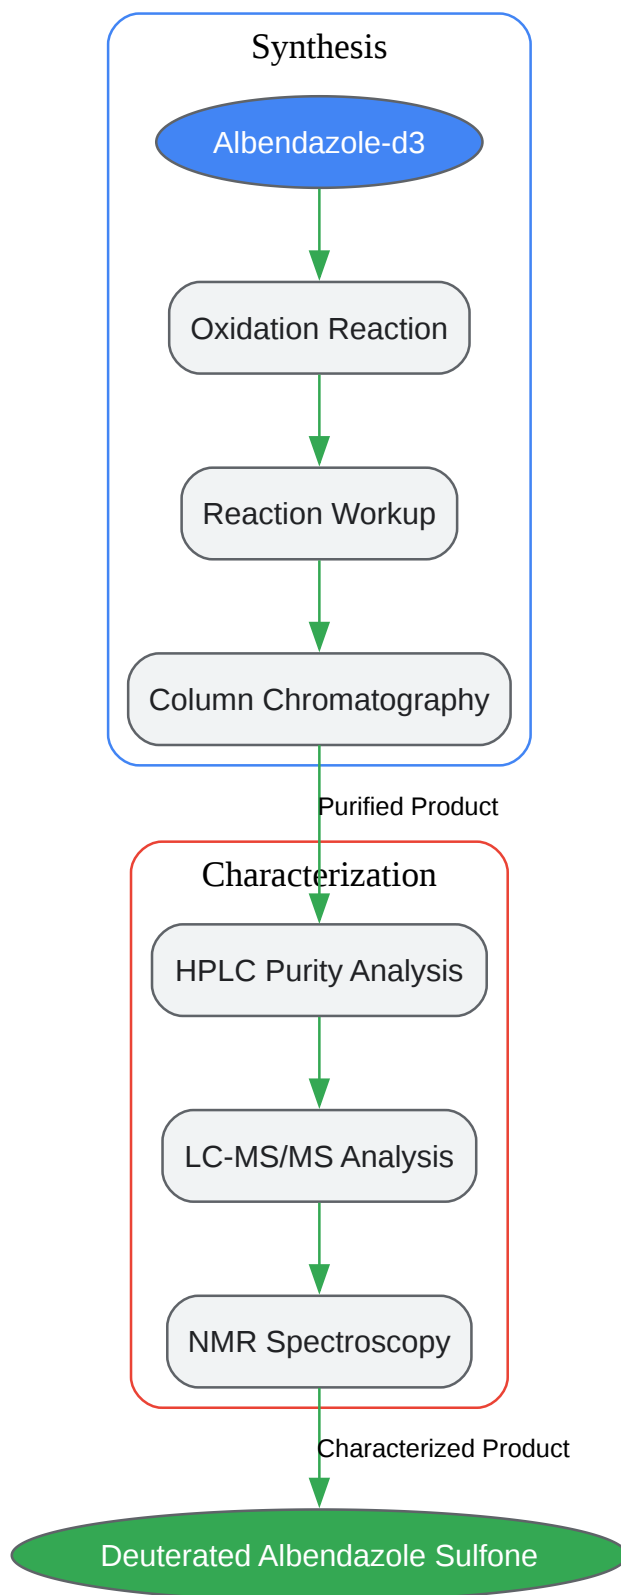 Synthesis
Albendazole-d3
Oxidation Reaction
Reaction Workup
Column Chromatography
Purified Product
Characterization
HPLC Purity Analysis
LC-MS/MS Analysis
NMR Spectroscopy
Characterized Product
Deuterated Albendazole Sulfone